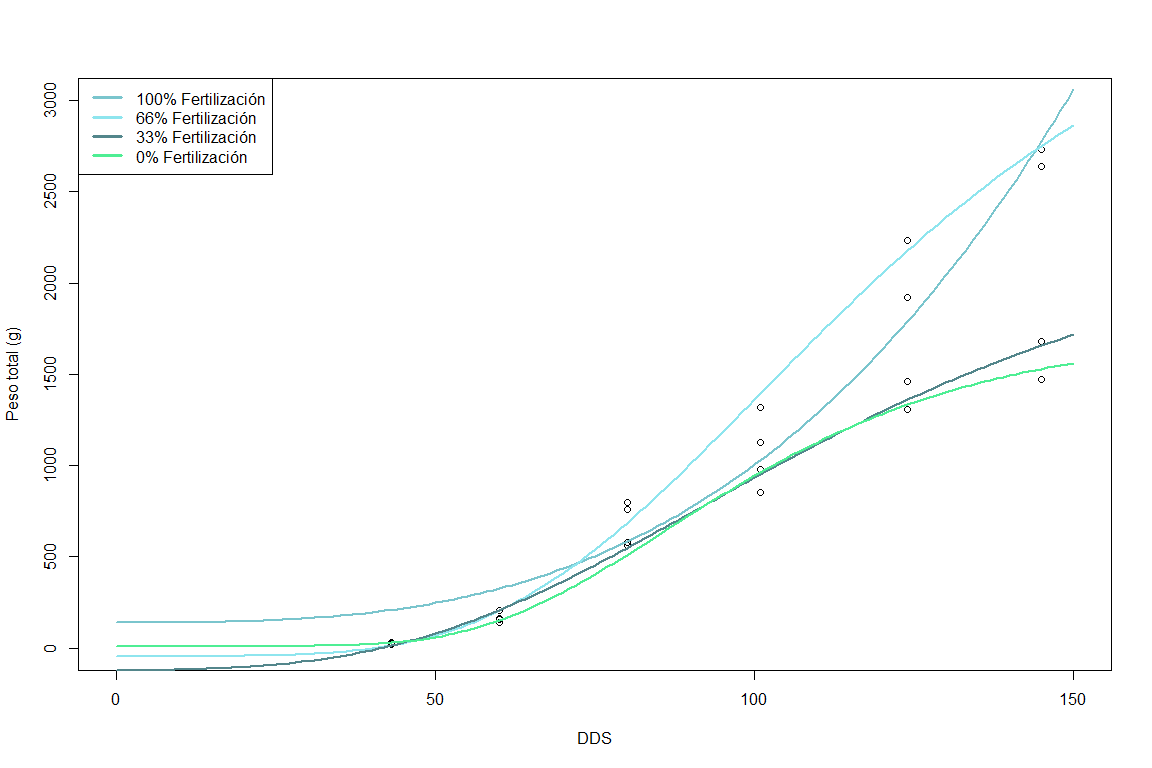 100% Fertilización
66% Fertilización
33% Fertilización
0% Fertilización
Peso total (g)
3000
2500
2000
1500
1000
500
0
0 50 100 150
DDS